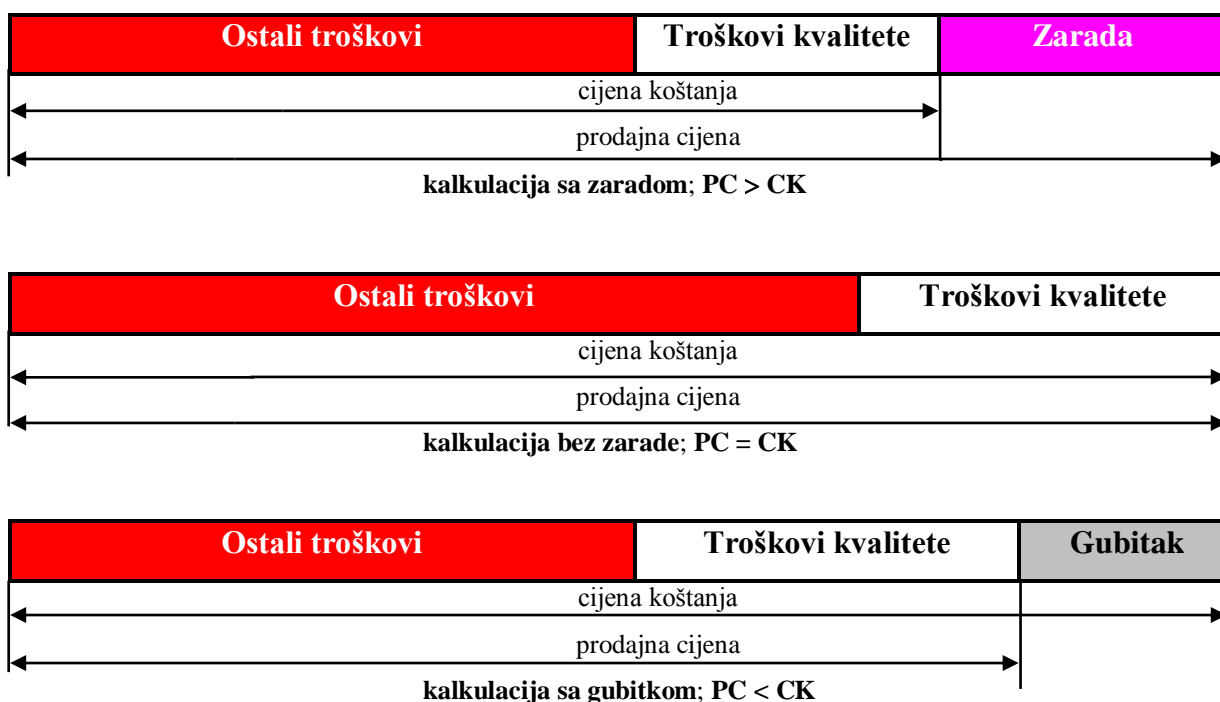 Ostali troškovi Troškovi kvalitete Zarada
cijena koštanja
prodajna cijena
kalkulacija sa zaradom; PC > CK
Ostali troškovi Troškovi kvalitete
cijena koštanja
prodajna cijena
kalkulacija bez zarade; PC = CK
Ostali troškovi Troškovi kvalitete Gubitak
cijena koštanja
prodajna cijena
kalkulacija sa gubitkom; PC < CK